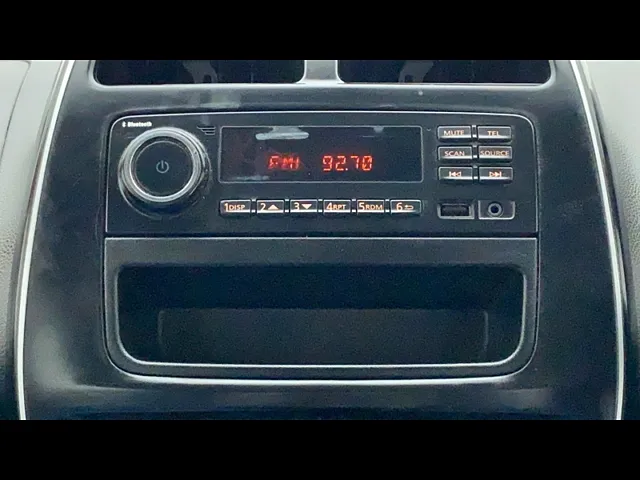 Bluetooth
FM1 92.70
MUTE TEL
SCAN SOURCE
1DISP 2 3 4RPT 5RDM 6